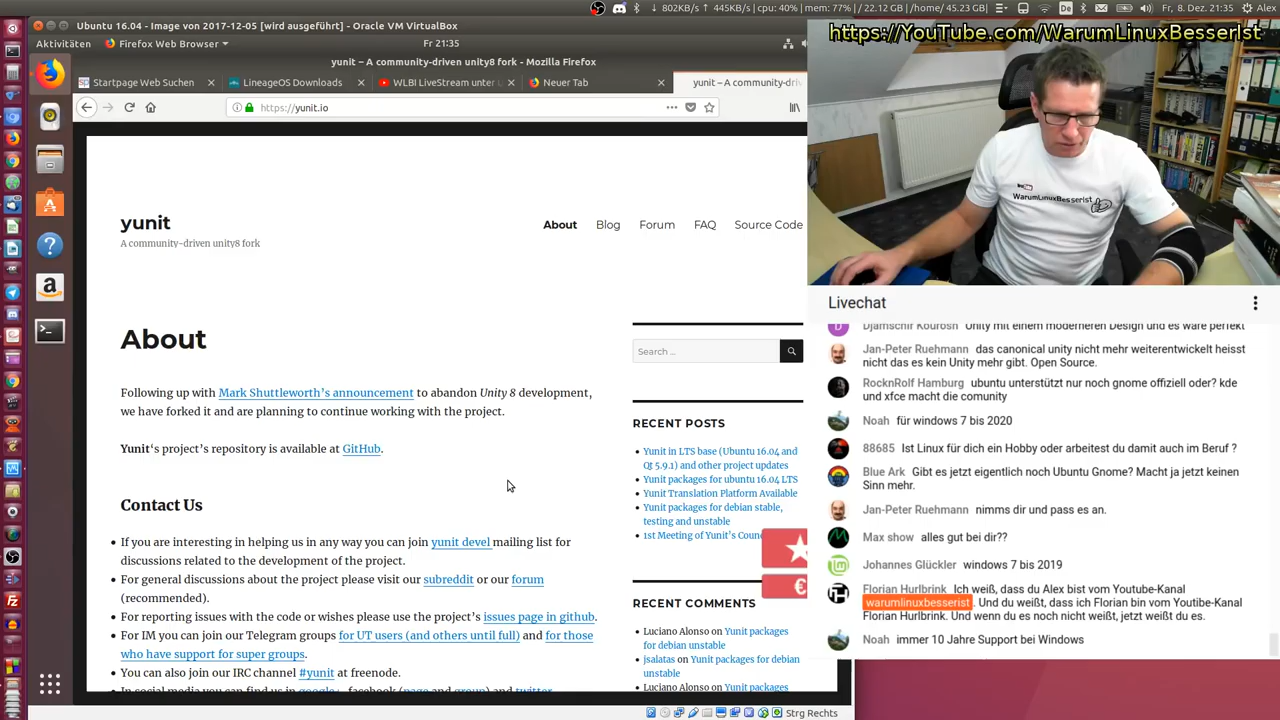 Ubuntu 16.04 - Image von 2017-12-05 [wird ausgeführt] - Oracle VM VirtualBox
802KB/s 445KB/s cpu: 40% mem: 77% / 22.12 GB /home/45.23 GB De Fr, 8. Dez. 21:35 Alex
https://YouTube.com/WarumLinuxBesserIst
Aktivitäten Firefox Web Browser Fr 21:35
yunit – A community-driven unity8 fork - Mozilla Firefox
Startpage Web Suchen
LineageOS Downloads
Neuer Tab
yunit – A community-driv
https://yunit.io
WarumLinuxBesserIst
yunit
A community-driven unity8 fork
About Blog Forum FAQ Source Code
About
Following up with Mark Shuttleworth's announcement to abandon Unity 8 development,
we have forked it and are planning to continue working with the project.
Yunit's project's repository is available at GitHub.
Contact Us
If you are interesting in helping us in any way you can join yunit devel mailing list for
discussions related to the development of the project.
For general discussions about the project please visit our subreddit or our forum
(recommended).
For reporting issues with the code or wishes please use the project's issues page in github.
For IM you can join our Telegram groups for UT users (and others until full) and for those
who have support for super groups.
You can also join our IRC channel #yunit at freenode.
In social media you can find us in google+, facebook (page and group) and twitter
Search ...
RECENT POSTS
Yunit in LTS base (Ubuntu 16.04 and
Qt 5.9.1) and other project updates
Yunit packages for ubuntu 16.04 LTS
Yunit Translation Platform Available
Yunit packages for debian stable,
testing and unstable
1st Meeting of Yunit's Coun
RECENT COMMENTS
Luciano Alonso on Yunit packages
for debian unstable
jsalatas on Yunit packages for debian
unstable
Luciano Alonso on Yunit packages
Livechat
Djamschir Kourosh Unity mit einem moderneren Design und es wäre perfekt
Jan-Peter Ruehmann das canonical unity nicht mehr weiterentwickelt heisst
nicht das es kein Unity mehr gibt. Open Source.
RocknRolf Hamburg ubuntu unterstützt nur noch gnome offiziell oder? kde
und xfce macht die comunity
Noah für windows 7 bis 2020
88685 Ist Linux für dich ein Hobby oder arbeitest du damit auch im Beruf ?
Blue Ark Gibt es jetzt eigentlich noch Ubuntu Gnome? Macht ja jetzt keinen
Sinn mehr.
Jan-Peter Ruehmann nimms dir und pass es an.
Max show alles gut bei dir??
Johannes Glückler windows 7 bis 2019
Florian Hurlbrink Ich weiß, dass du Alex bist vom Youtube-Kanal
warumlinuxbesserist. Und du weißt, dass ich Florian bin vom Youtibe-Kanal
Florian Hurlbrink. Und wenn du es noch nicht weißt, jetzt weißt du es.
Noah immer 10 Jahre Support bei Windows
Strg Rechts